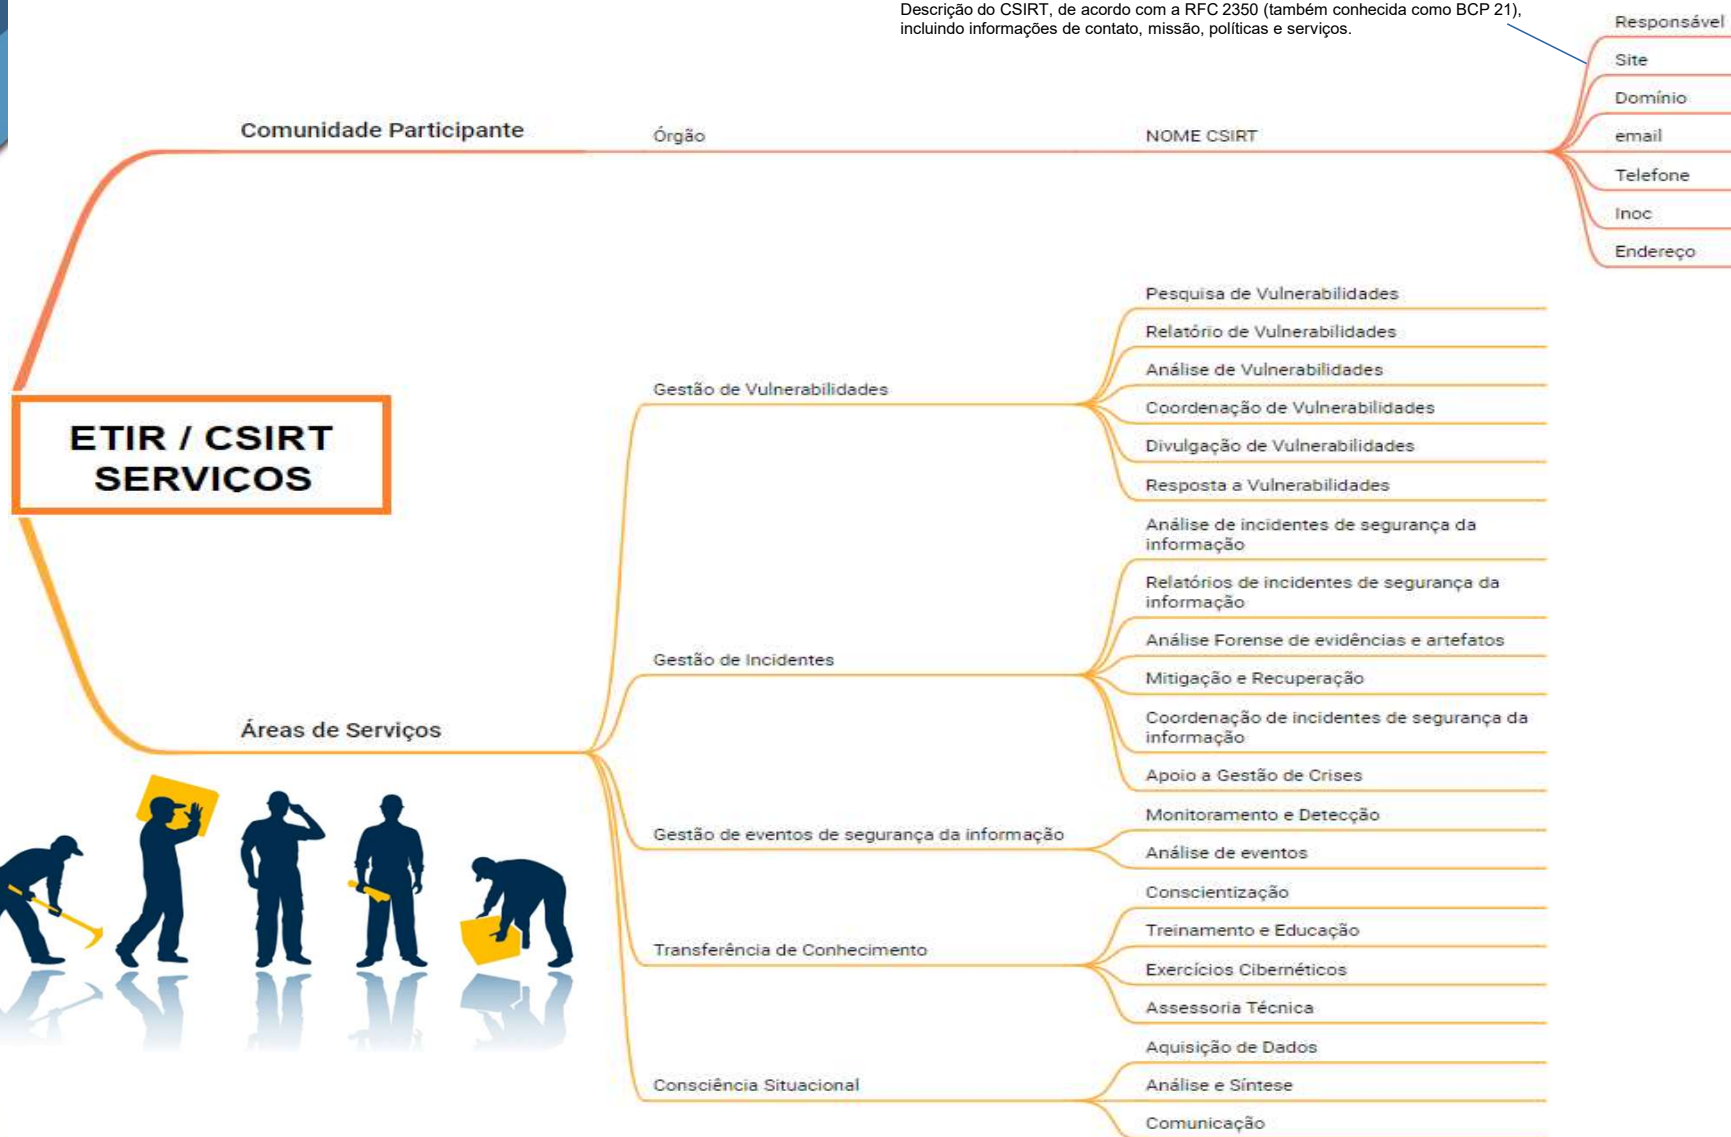 Descrição do CSIRT, de acordo com a RFC 2350 (também conhecida como BCP 21),
incluindo informações de contato, missão, políticas e serviços.
Responsável
Site
Domínio
email
Telefone
Inoc
Endereço
Comunidade Participante
Órgão
NOME CSIRT
ETIR / CSIRT
SERVIÇOS
Áreas de Serviços
Gestão de Vulnerabilidades
Pesquisa de Vulnerabilidades
Relatório de Vulnerabilidades
Análise de Vulnerabilidades
Coordenação de Vulnerabilidades
Divulgação de Vulnerabilidades
Resposta a Vulnerabilidades
Gestão de Incidentes
Análise de incidentes de segurança da
informação
Relatórios de incidentes de segurança da
informação
Análise Forense de evidências e artefatos
Mitigação e Recuperação
Coordenação de incidentes de segurança da
informação
Apoio a Gestão de Crises
Gestão de eventos de segurança da informação
Monitoramento e Detecção
Análise de eventos
Transferência de Conhecimento
Conscientização
Treinamento e Educação
Exercícios Cibernéticos
Assessoria Técnica
Consciência Situacional
Aquisição de Dados
Análise e Síntese
Comunicação